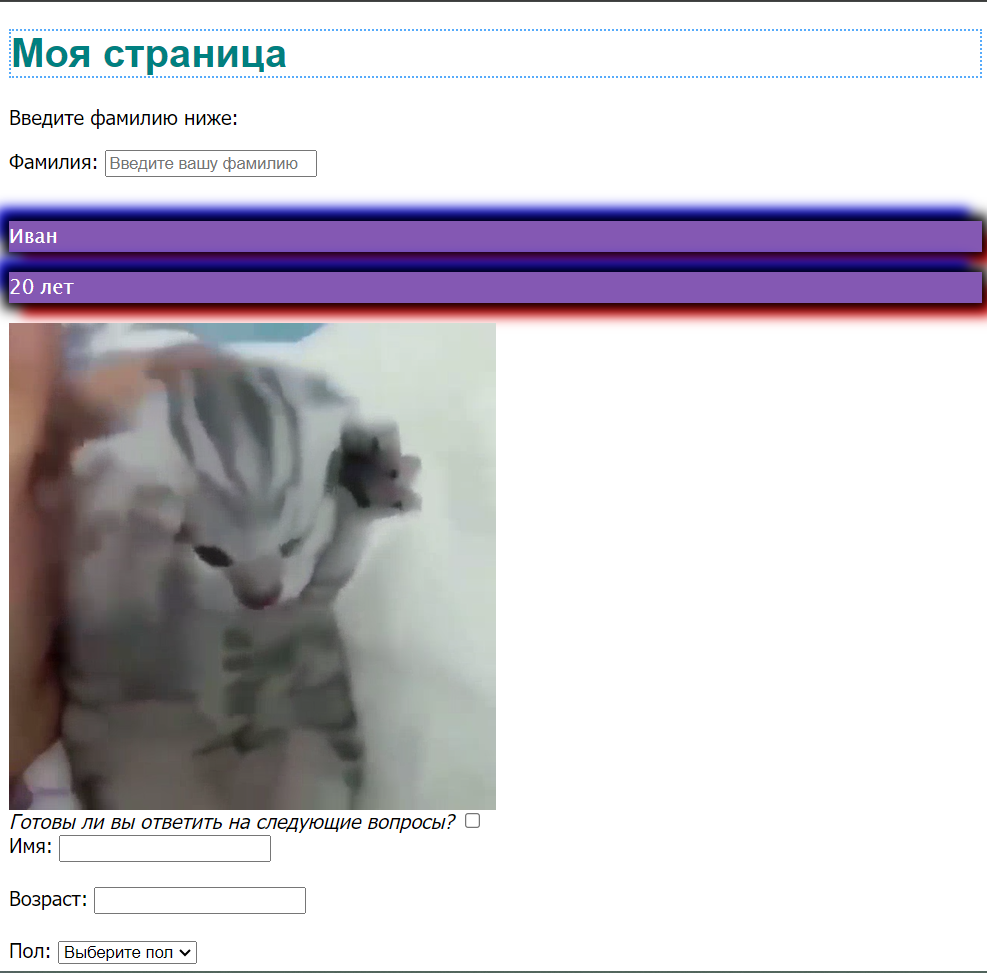 Моя страница
Введите фамилию ниже:
Фамилия: Введите вашу фамилию
Иван
20 лет
Готовы ли вы ответить на следующие вопросы?
Имя:
Возраст:
Пол: Выберите пол